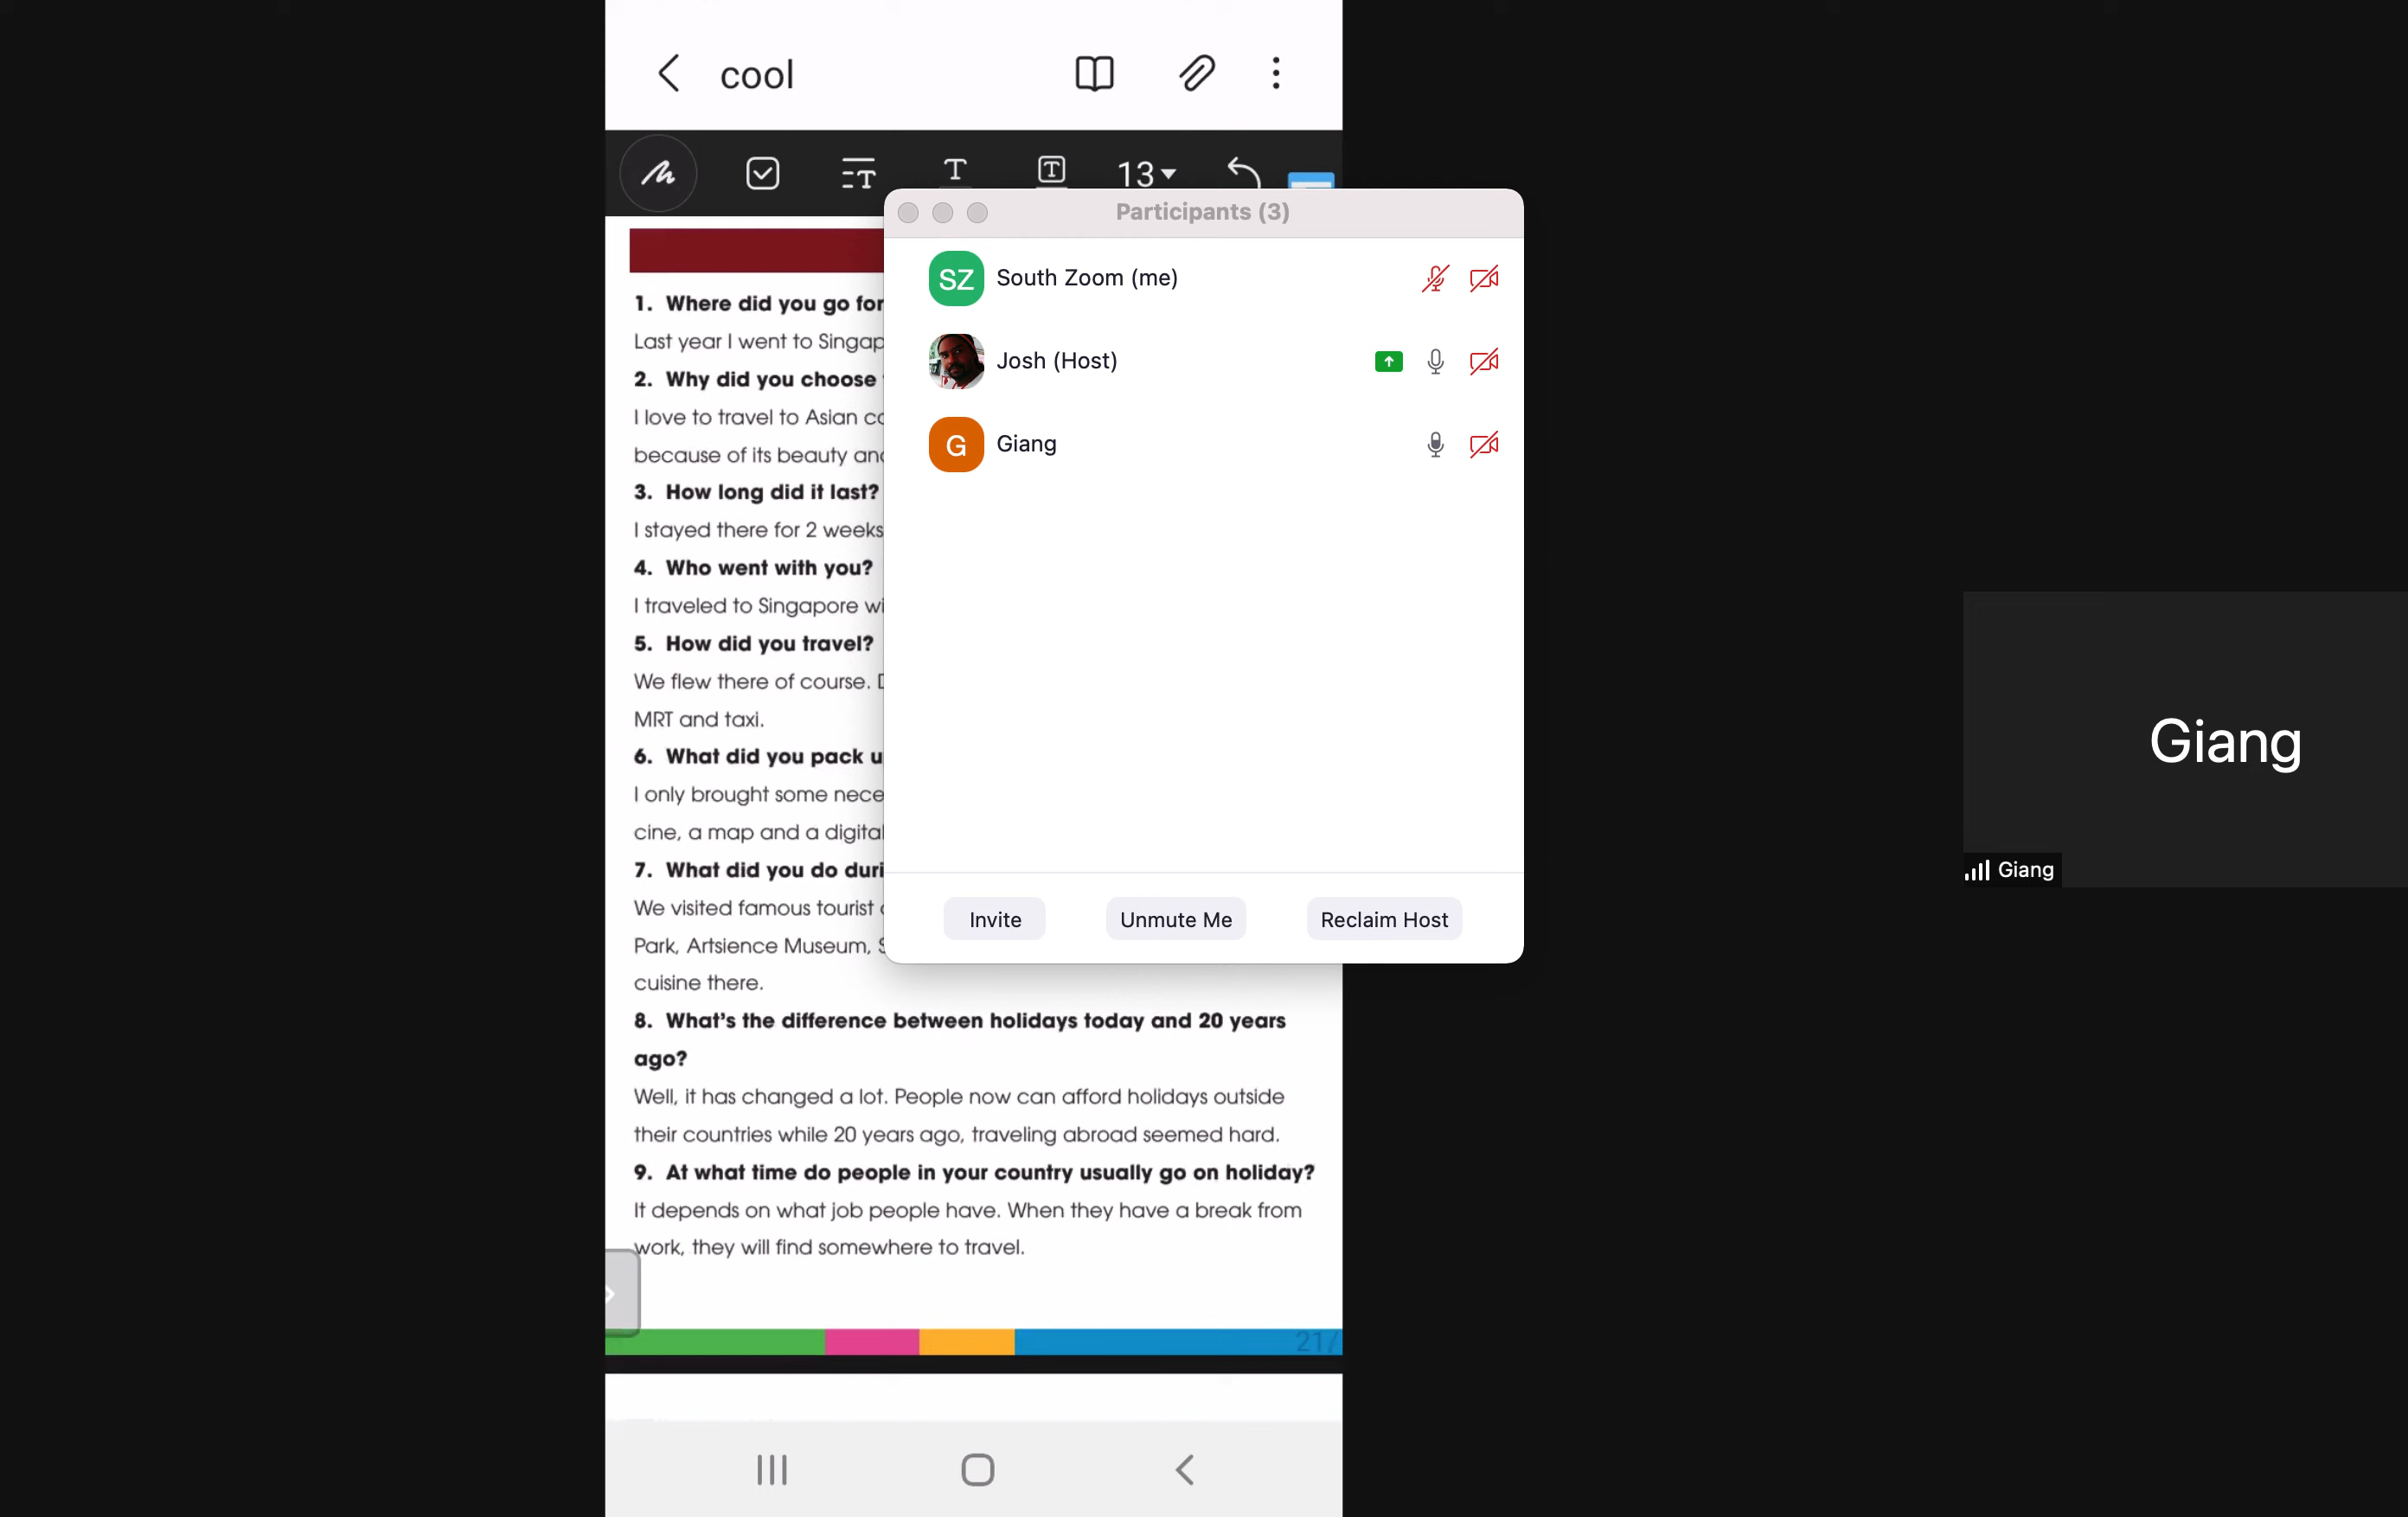 cool
13
Participants (3)
SZ South Zoom (me)
Josh (Host)
G Giang
Invite
Unmute Me
Reclaim Host
1. Where did you go for
Last year I went to
2. Why did you choose
I love to travel to Asian
because of its beauty
3. How long did it last?
I stayed there for 2 weeks
4. Who went with you?
I traveled to Singapore
5. How did you travel?
We flew there of course.
MRT and taxi.
6. What did you pack
I only brought some
cine, a map and a digital
7. What did you do
We visited famous tourist
Park, Artsience Museum,
cuisine there.
8. What's the difference between holidays today and 20 years
ago?
Well, it has changed a lot. People now can afford holidays outside
their countries while 20 years ago, traveling abroad seemed hard.
9. At what time do people in your country usually go on holiday?
It depends on what job people have. When they have a break from
work, they will find somewhere to travel.
21/
Giang
Giang